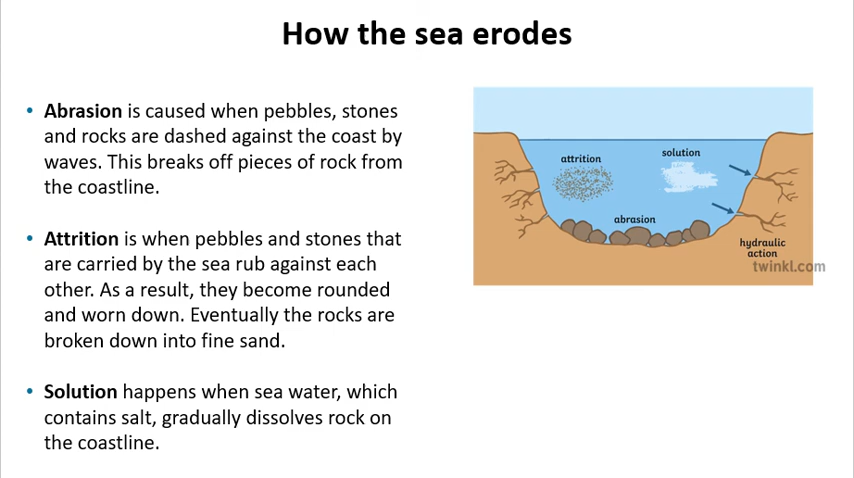 How the sea erodes
• Abrasion is caused when pebbles, stones
and rocks are dashed against the coast by
waves. This breaks off pieces of rock from
the coastline.
• Attrition is when pebbles and stones that
are carried by the sea rub against each
other. As a result, they become rounded
and worn down. Eventually the rocks are
broken down into fine sand.
• Solution happens when sea water, which
contains salt, gradually dissolves rock on
the coastline.
attrition
solution
abrasion
hydraulic
action
twinkl.com